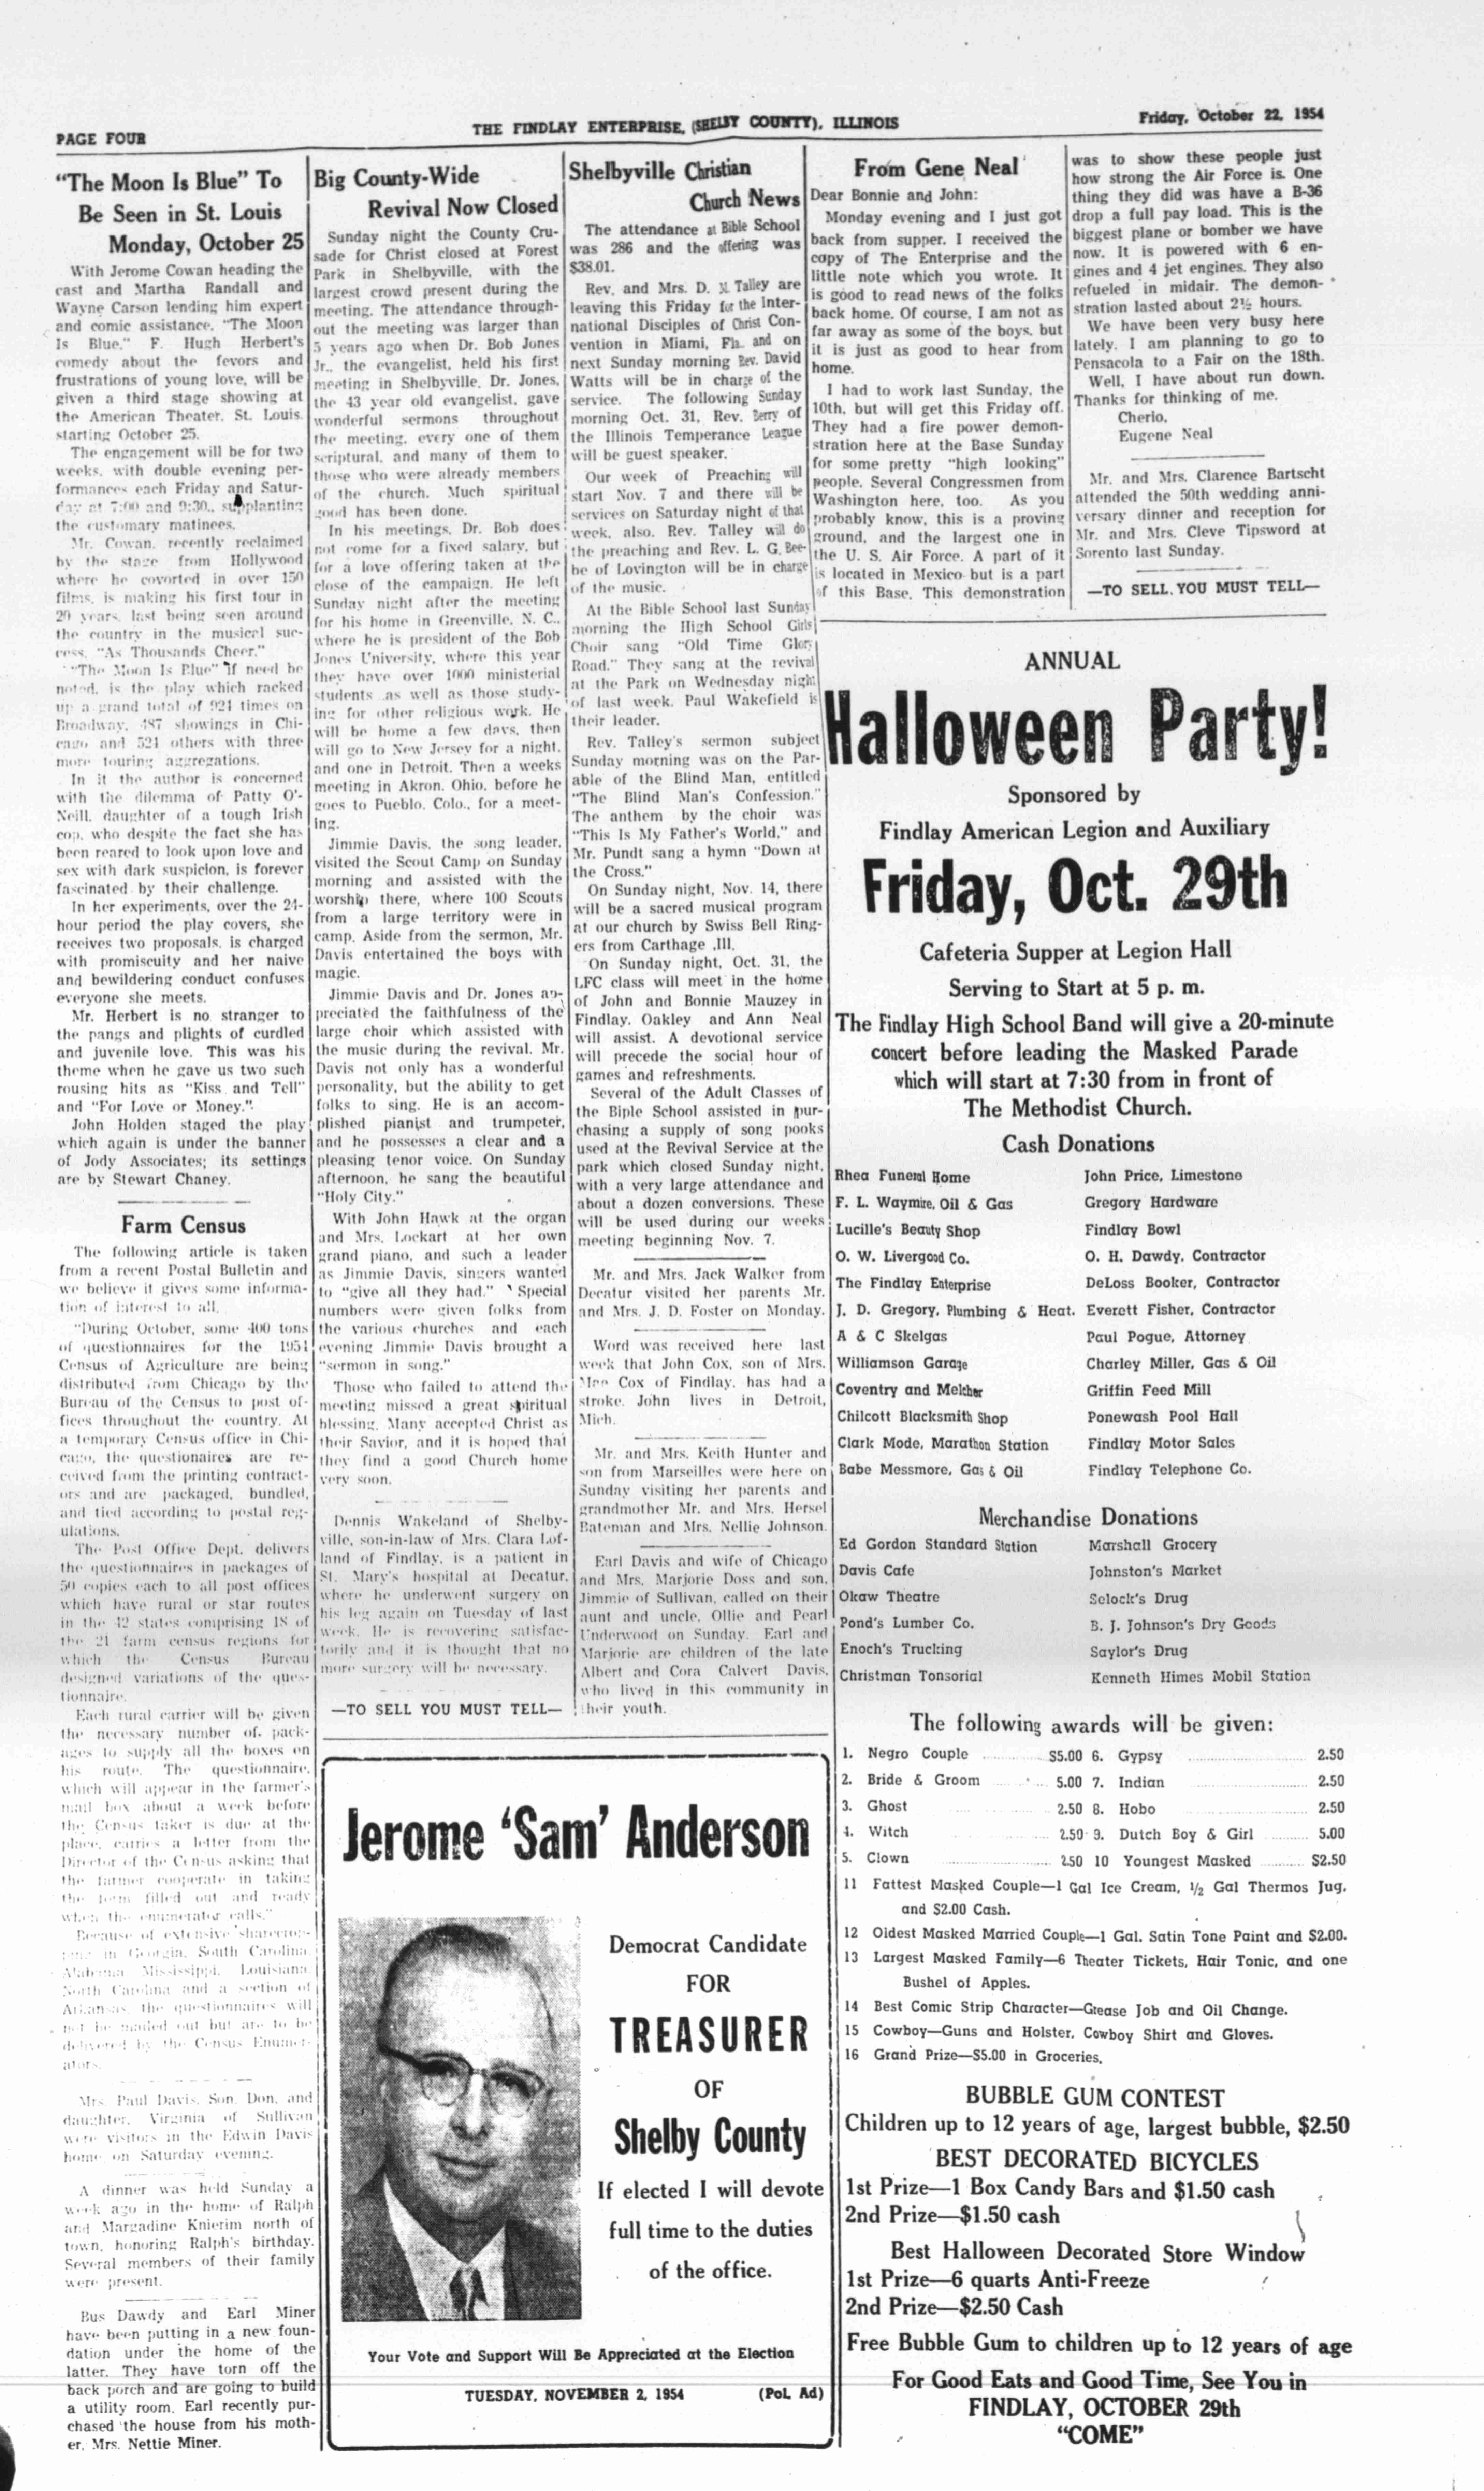 PAGE FOUR
THE FINDLAY ENTERPRISE, (SHELBY COUNTY), ILLINOIS
Friday, October 22, 1954
"The Moon Is Blue" To
Be Seen in St. Louis
Monday, October 25
With Jerome Cowan heading the
cast and Martha Randall and
Wayne Carson lending him expert
and comic assistance. "The Moon
Is Blue." F. Hugh Herbert's
comedy about the fevors and
frustrations of young love, will be
given a third stage showing at
the American Theater, St. Louis.
starting October 25.
The engagement will be for two
weeks, with double evening per-
formances each Friday and Satur-
day at 7:00 and 9:30., supplanting
the customary matinees.
Mr. Cowan, recently reclaimed
by the stage from Hollywood
where he covorted in over 150
films, is making his first tour in
20 years, last being seen around
the country in the musical suc-
cess, "As Thousands Cheer."
"The Moon Is Blue" if need be
noted, is the play which racked
up a grand total of 924 times on
Broadway, 487 showings in Chi-
cago and 521 others with three
more touring aggregations.
In it the author is concerned
with the dilemma of Patty O'-
Neill, daughter of a tough Irish
cop, who despite the fact she has
been reared to look upon love and
sex with dark suspicion, is forever
fascinated by their challenge.
In her experiments, over the 24-
hour period the play covers, she
receives two proposals, is charged
with promiscuity and her naive
and bewildering conduct confuses
everyone she meets.
Mr. Herbert is no stranger to
the pangs and plights of curdled
and juvenile love. This was his
theme when he gave us two such
rousing hits as "Kiss and Tell"
and "For Love or Money."
John Holden staged the play
which again is under the banner
of Jody Associates; its settings
are by Stewart Chaney.
Farm Census
The following article is taken
from a recent Postal Bulletin and
we believe it gives some informa-
tion of interest to all.
"During October, some 400 tons
of questionnaires for the 1954
Census of Agriculture are being
distributed from Chicago by the
Bureau of the Census to post of-
fices throughout the country. At
a temporary Census office in Chi-
cago, the questionaires are re-
ceived from the printing contract-
ors and are packaged, bundled,
and tied according to postal reg-
ulations.
The Post Office Dept. delivers
the questionnaires in packages of
50 copies each to all post offices
which have rural or star routes
in the 42 states comprising 18 of
the 21 farm census regions for
which the Census Bureau
designed variations of the ques-
tionnaire.
Each rural carrier will be given
the necessary number of pack-
ages to supply all the boxes on
his route. The questionnaire,
which will appear in the farmer's
mail box about a week before
the Census taker is due at the
place, carries a letter from the
Director of the Census asking that
the farmer cooperate in taking
the form filled out and ready
when the enumerator calls."
Because of extensive sharecrop-
ping in Georgia, South Carolina,
Alabama, Mississippi, Louisiana,
North Carolina and a section of
Arkansas, the questionnaires will
not be mailed out but are to be
delivered by the Census Enumer-
ators.
Mrs. Paul Davis, Son, Don, and
daughter, Virginia of Sullivan
were visitors in the Edwin Davis
home on Saturday evening.
A dinner was held Sunday a
week ago in the home of Ralph
and Margadine Knierim north of
town, honoring Ralph's birthday.
Several members of their family
were present.
Bus Dawdy and Earl Miner
have been putting in a new foun-
dation under the home of the
latter. They have torn off the
back porch and are going to build
a utility room. Earl recently pur-
chased the house from his moth-
er, Mrs. Nettie Miner.
Big County-Wide
Revival Now Closed
Sunday night the County Cru-
sade for Christ closed at Forest
Park in Shelbyville, with the
largest crowd present during the
meeting. The attendance through-
out the meeting was larger than
5 years ago when Dr. Bob Jones
Jr., the evangelist, held his first
meeting in Shelbyville. Dr. Jones,
the 43 year old evangelist, gave
wonderful sermons throughout
the meeting, every one of them
scriptural, and many of them to
those who were already members
of the church. Much spiritual
good has been done.
In his meetings, Dr. Bob does
not come for a fixed salary, but
for a love offering taken at the
close of the campaign. He left
Sunday night after the meeting
for his home in Greenville, N. C.,
where he is president of the Bob
Jones University, where this year
they have over 1000 ministerial
students as well as those study-
ing for other religious work. He
will be home a few days, then
will go to New Jersey for a night,
and one in Detroit. Then a weeks
meeting in Akron, Ohio, before he
goes to Pueblo, Colo., for a meet-
ing.
Jimmie Davis, the song leader,
visited the Scout Camp on Sunday
morning and assisted with the
worship there, where 100 Scouts
from a large territory were in
camp. Aside from the sermon, Mr.
Davis entertained the boys with
magic.
Jimmie Davis and Dr. Jones ap-
preciated the faithfulness of the
large choir which assisted with
the music during the revival. Mr.
Davis not only has a wonderful
personality, but the ability to get
folks to sing. He is an accom-
plished pianist and trumpeter,
and he possesses a clear and a
pleasing tenor voice. On Sunday
afternoon, he sang the beautiful
"Holy City."
With John Hawk at the organ
and Mrs. Lockart at her own
grand piano, and such a leader
as Jimmie Davis, singers wanted
to "give all they had." Special
numbers were given folks from
the various churches and each
evening Jimmie Davis brought a
"sermon in song."
Those who failed to attend the
meeting missed a great spiritual
blessing. Many accepted Christ as
their Savior, and it is hoped that
they find a good Church home
very soon.
Dennis Wakeland of Shelby-
ville, son-in-law of Mrs. Clara Lof-
land of Findlay, is a patient in
St. Mary's hospital at Decatur,
where he underwent surgery on
his leg again on Tuesday of last
week. He is recovering satisfac-
torily and it is thought that no
more surgery will be necessary.
—TO SELL YOU MUST TELL—
Shelbyville Christian
Church News
The attendance at Bible School
was 286 and the offering was
$38.01.
Rev. and Mrs. D. M. Talley are
leaving this Friday for the Inter-
national Disciples of Christ Con-
vention in Miami, Fla. and on
next Sunday morning Rev. David
Watts will be in charge of the
service. The following Sunday
morning Oct. 31, Rev. Berry of
the Illinois Temperance League
will be guest speaker.
Our week of Preaching will
start Nov. 7 and there will be
services on Saturday night of that
week, also. Rev. Talley will do
the preaching and Rev. L. G. Bee-
be of Lovington will be in charge
of the music.
At the Bible School last Sunday
morning the High School Girls
Choir sang "Old Time Glory
Road." They sang at the revival
at the Park on Wednesday night
of last week. Paul Wakefield is
their leader.
Rev. Talley's sermon subject
Sunday morning was on the Par-
able of the Blind Man, entitled
"The Blind Man's Confession."
The anthem by the choir was
"This Is My Father's World," and
Mr. Pundt sang a hymn "Down at
the Cross."
On Sunday night, Nov. 14, there
will be a sacred musical program
at our church by Swiss Bell Ring-
ers from Carthage ,Ill.
On Sunday night, Oct. 31, the
LFC class will meet in the home
of John and Bonnie Mauzey in
Findlay. Oakley and Ann Neal
will assist. A devotional service
will precede the social hour of
games and refreshments.
Several of the Adult Classes of
the Biple School assisted in pur-
chasing a supply of song pooks
used at the Revival Service at the
park which closed Sunday night,
with a very large attendance and
about a dozen conversions. These
will be used during our weeks
meeting beginning Nov. 7.
Mr. and Mrs. Jack Walker from
Decatur visited her parents Mr.
and Mrs. J. D. Foster on Monday.
Word was received here last
week that John Cox, son of Mrs.
Cox of Findlay, has had a
stroke. John lives in Detroit,
Mich.
Mr. and Mrs. Keith Hunter and
son from Marseilles were here on
Sunday visiting her parents and
grandmother Mr. and Mrs. Hersel
Bateman and Mrs. Nellie Johnson.
Earl Davis and wife of Chicago
and Mrs. Marjorie Doss and son,
Jimmie of Sullivan, called on their
aunt and uncle, Ollie and Pearl
Underwood on Sunday. Earl and
Marjorie are children of the late
Albert and Cora Calvert Davis,
who lived in this community in
their youth.
Jerome 'Sam' Anderson
Democrat Candidate
FOR
TREASURER
OF
Shelby County
If elected I will devote
full time to the duties
of the office.
Your Vote and Support Will Be Appreciated at the Election
TUESDAY, NOVEMBER 2, 1954 (Pol. Ad)
From Gene Neal
Dear Bonnie and John:
Monday evening and I just got
back from supper. I received the
copy of The Enterprise and the
little note which you wrote. It
is good to read news of the folks
back home. Of course, I am not as
far away as some of the boys, but
it is just as good to hear from
home.
I had to work last Sunday, the
10th, but will get this Friday off.
They had a fire power demon-
stration here at the Base Sunday
for some pretty "high looking"
people. Several Congressmen from
Washington here, too. As you
probably know, this is a proving
ground, and the largest one in
the U. S. Air Force. A part of it
is located in Mexico but is a part
of this Base. This demonstration
was to show these people just
how strong the Air Force is. One
thing they did was have a B-36
drop a full pay load. This is the
biggest plane or bomber we have
now. It is powered with 6 en-
gines and 4 jet engines. They also
refueled in midair. The demon-
stration lasted about 2½ hours.
We have been very busy here
lately. I am planning to go to
Pensacola to a Fair on the 18th.
Well, I have about run down.
Thanks for thinking of me.
Cherio,
Eugene Neal
Mr. and Mrs. Clarence Bartscht
attended the 50th wedding anni-
versary dinner and reception for
Mr. and Mrs. Cleve Tipsword at
Sorento last Sunday.
—TO SELL, YOU MUST TELL—
ANNUAL
Halloween Party!
Sponsored by
Findlay American Legion and Auxiliary
Friday, Oct. 29th
Cafeteria Supper at Legion Hall
Serving to Start at 5 p. m.
The Findlay High School Band will give a 20-minute
concert before leading the Masked Parade
which will start at 7:30 from in front of
The Methodist Church.
Cash Donations
Rhea Funeral Home John Price, Limestone
F. L. Waymire, Oil & Gas Gregory Hardware
Lucille's Beauty Shop Findlay Bowl
O. W. Livergood Co. O. H. Dawdy, Contractor
The Findlay Enterprise DeLoss Booker, Contractor
J. D. Gregory, Plumbing & Heat. Everett Fisher, Contractor
A & C Skelgas Paul Pogue, Attorney
Williamson Garage Charley Miller, Gas & Oil
Coventry and Melcher Griffin Feed Mill
Chilcott Blacksmith Shop Ponewash Pool Hall
Clark Mode, Marathon Station Findlay Motor Sales
Babe Messmore, Gas & Oil Findlay Telephone Co.
Merchandise Donations
Ed Gordon Standard Station Marshall Grocery
Davis Cafe Johnston's Market
Okaw Theatre Selock's Drug
Pond's Lumber Co. B. J. Johnson's Dry Goods
Enoch's Trucking Saylor's Drug
Christman Tonsorial Kenneth Himes Mobil Station
The following awards will be given:
1. Negro Couple $5.00 6. Gypsy 2.50
2. Bride & Groom 5.00 7. Indian 2.50
3. Ghost 2.50 8. Hobo 2.50
4. Witch 2.50 9. Dutch Boy & Girl 5.00
5. Clown 2.50 10 Youngest Masked $2.50
11 Fattest Masked Couple—1 Gal Ice Cream, ½ Gal Thermos Jug,
and $2.00 Cash.
12 Oldest Masked Married Couple—1 Gal. Satin Tone Paint and $2.00.
13 Largest Masked Family—6 Theater Tickets, Hair Tonic, and one
Bushel of Apples.
14 Best Comic Strip Character—Grease Job and Oil Change.
15 Cowboy—Guns and Holster, Cowboy Shirt and Gloves.
16 Grand Prize—$5.00 in Groceries.
BUBBLE GUM CONTEST
Children up to 12 years of age, largest bubble, $2.50
BEST DECORATED BICYCLES
1st Prize—1 Box Candy Bars and $1.50 cash
2nd Prize—$1.50 cash
Best Halloween Decorated Store Window
1st Prize—6 quarts Anti-Freeze
2nd Prize—$2.50 Cash
Free Bubble Gum to children up to 12 years of age
For Good Eats and Good Time, See You in
FINDLAY, OCTOBER 29th
"COME"